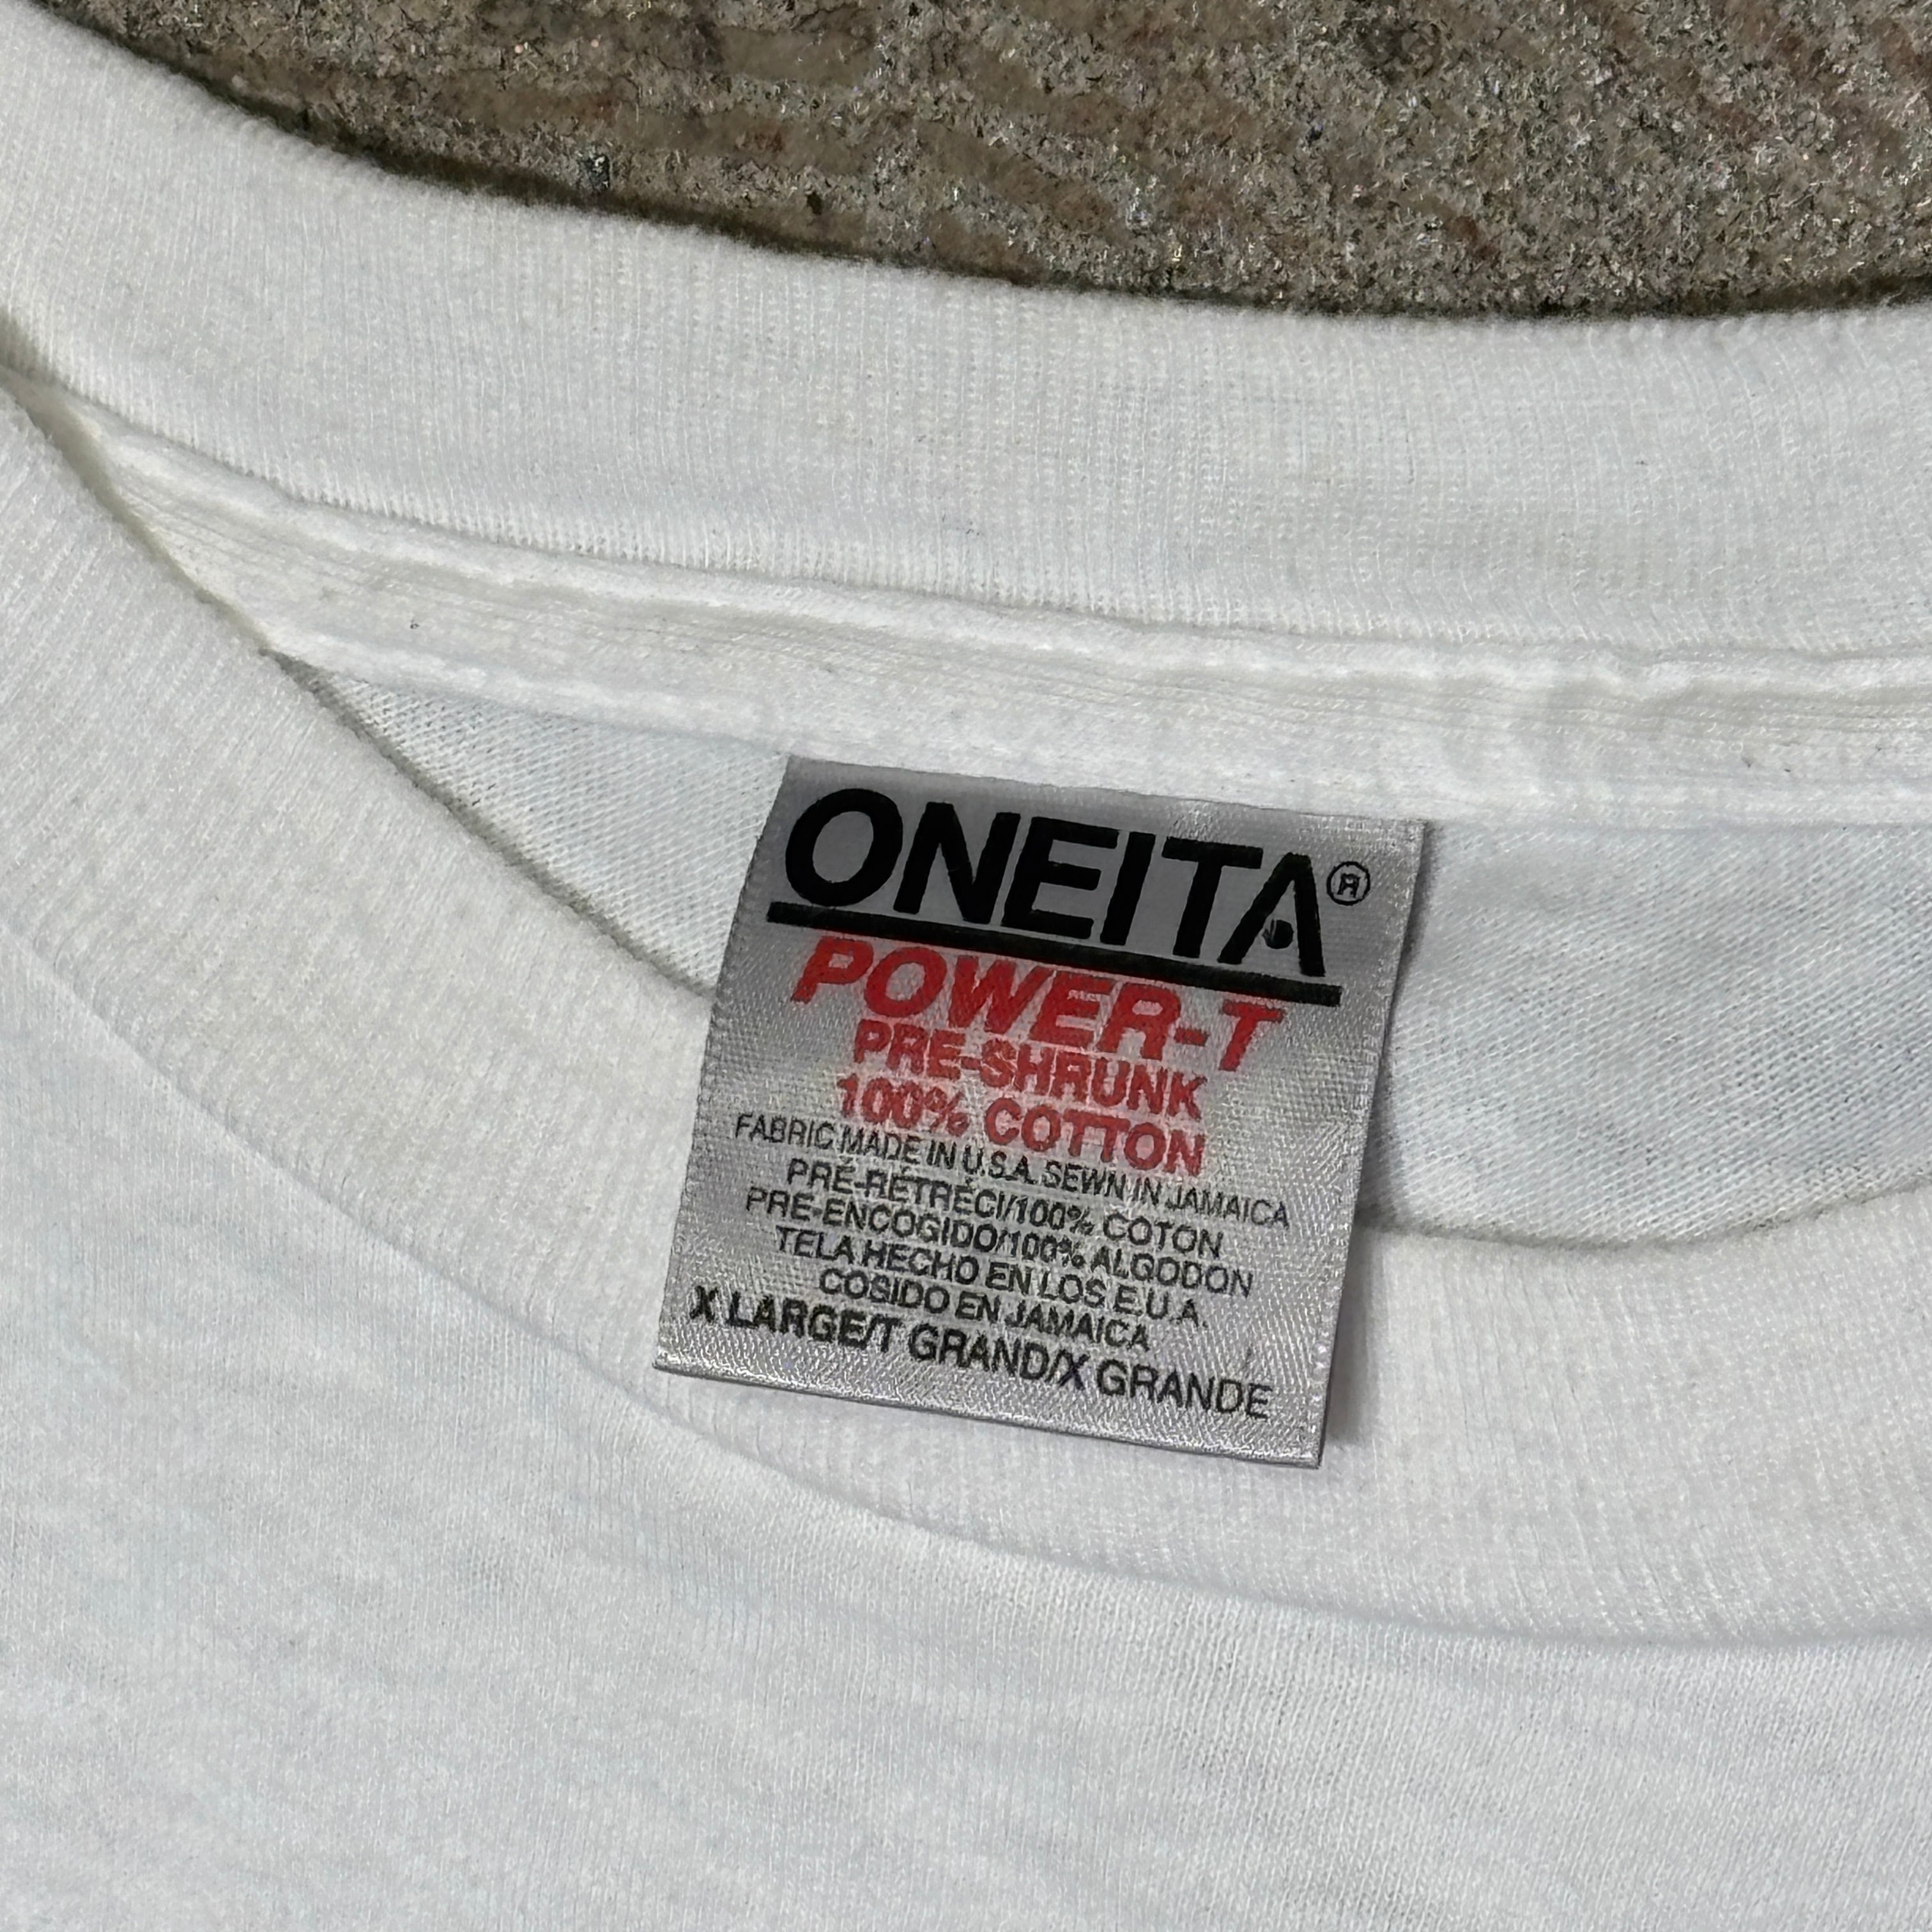 ONEITA®
POWER-T
PRE-SHRUNK
100% COTTON
FABRIC MADE IN U.S.A. SEWN IN JAMAICA
PRÉ-RÉTRÉCI/100% COTON
PRE-ENCOGIDO/100% ALGODON
TELA HECHO EN LOS E.U.A.
COSIDO EN JAMAICA
X LARGE/T GRAND/X GRANDE